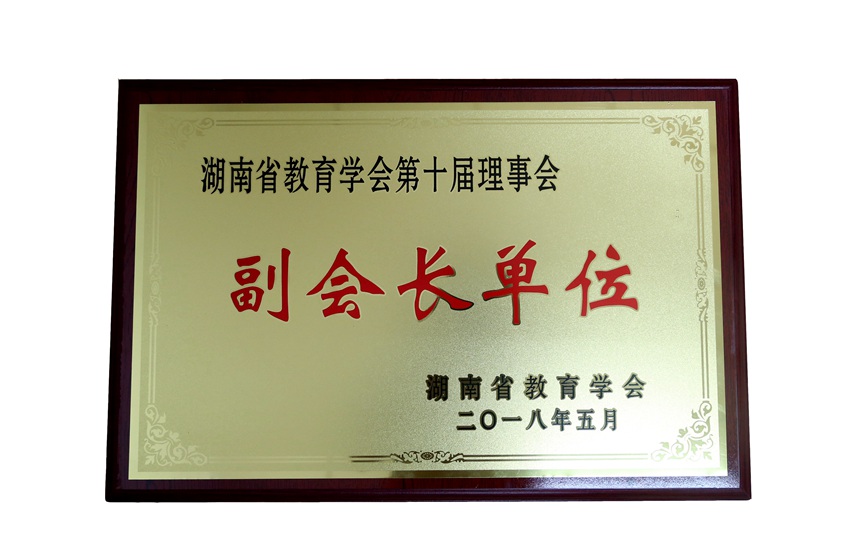 湖南省教育学会第十届理事会
副会长单位
湖南省教育学会
二〇一八年五月